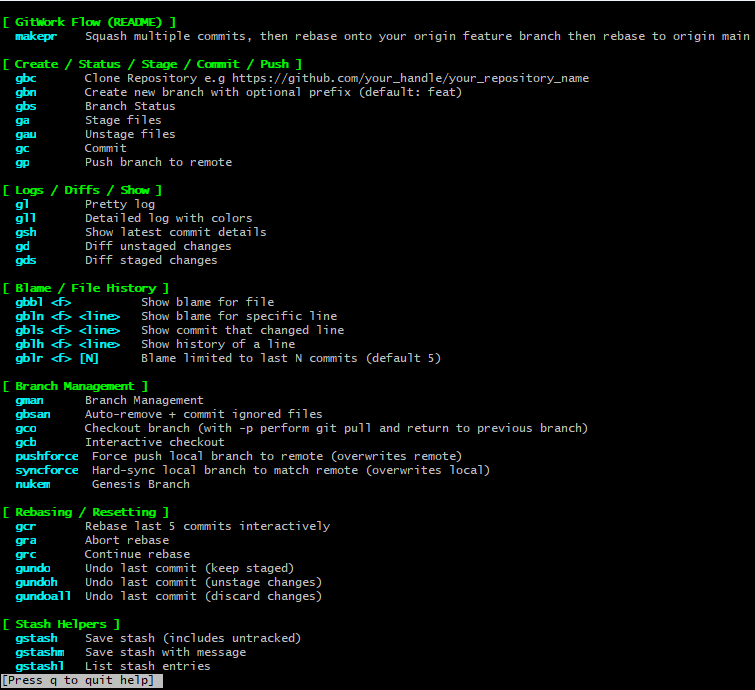 [ GitWork Flow (README) ]
makepr Squash multiple commits, then rebase onto your origin feature branch then rebase to origin main
[ Create / Status / Stage / Commit / Push ]
gbc Clone Repository e.g https://github.com/your_handle/your_repository_name
gbn Create new branch with optional prefix (default: feat)
gbs Branch Status
ga Stage files
gau Unstage files
gc Commit
gp Push branch to remote
[ Logs / Diffs / Show ]
gl Pretty log
gll Detailed log with colors
gsh Show latest commit details
gd Diff unstaged changes
gds Diff staged changes
[ Blame / File History ]
gbbl <f> Show blame for file
gbln <f> <line> Show blame for specific line
gbls <f> <line> Show commit that changed line
gblh <f> <line> Show history of a line
gblr <f> [N] Blame limited to last N commits (default 5)
[ Branch Management ]
gman Branch Management
gbsan Auto-remove + commit ignored files
gco Checkout branch (with -p perform git pull and return to previous branch)
gcb Interactive checkout
pushforce Force push local branch to remote (overwrites remote)
syncforce Hard-sync local branch to match remote (overwrites local)
nukem Genesis Branch
[ Rebasing / Resetting ]
gcr Rebase last 5 commits interactively
gra Abort rebase
grc Continue rebase
gundo Undo last commit (keep staged)
gundoh Undo last commit (unstage changes)
gundoall Undo last commit (discard changes)
[ Stash Helpers ]
gstash Save stash (includes untracked)
gstashm Save stash with message
gstashl List stash entries
[Press q to quit help]